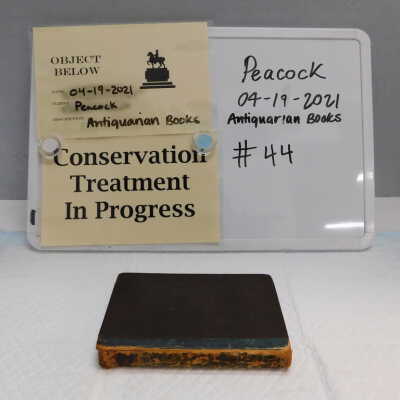 OBJECT
BELOW
04-19-2021
Peacock
Antiquarian Books
Conservation
Treatment
In Progress
Peacock
04-19-2021
Antiquarian Books
#44